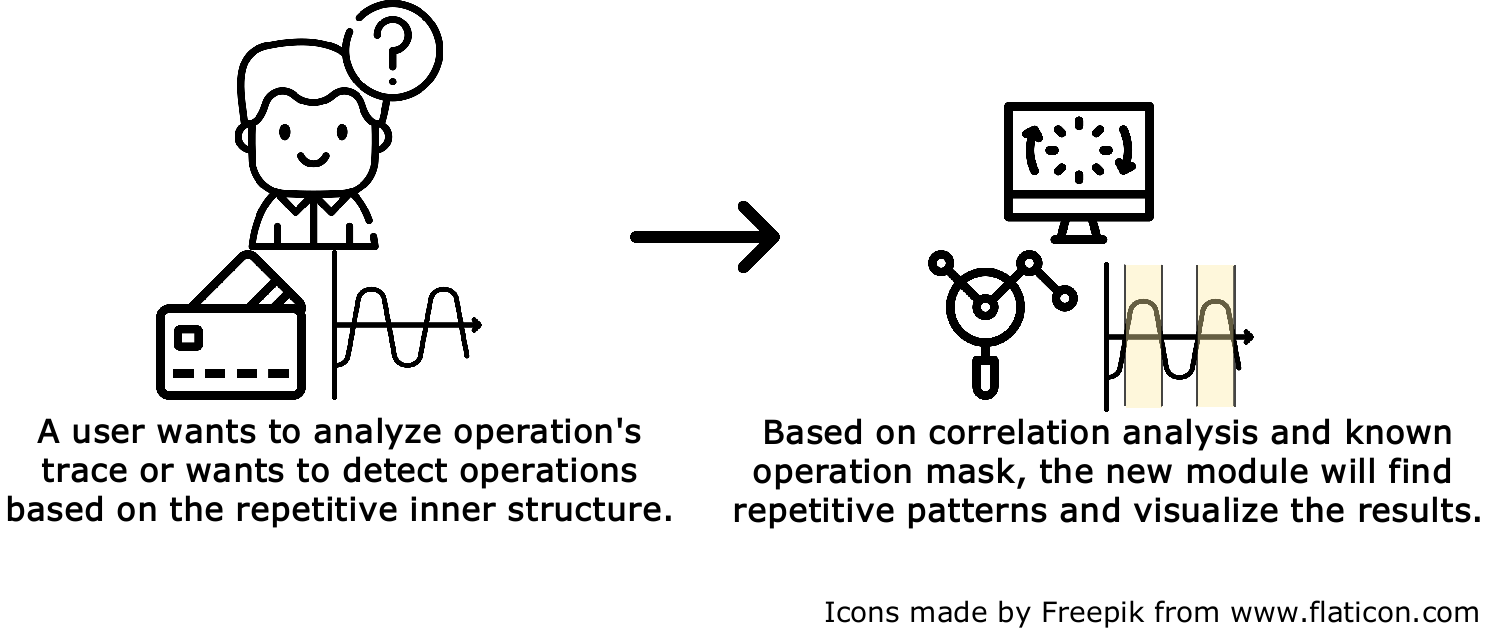 A user wants to analyze operation's
trace or wants to detect operations
based on the repetitive inner structure.
Based on correlation analysis and known
operation mask, the new module will find
repetitive patterns and visualize the results.
Icons made by Freepik from www.flaticon.com